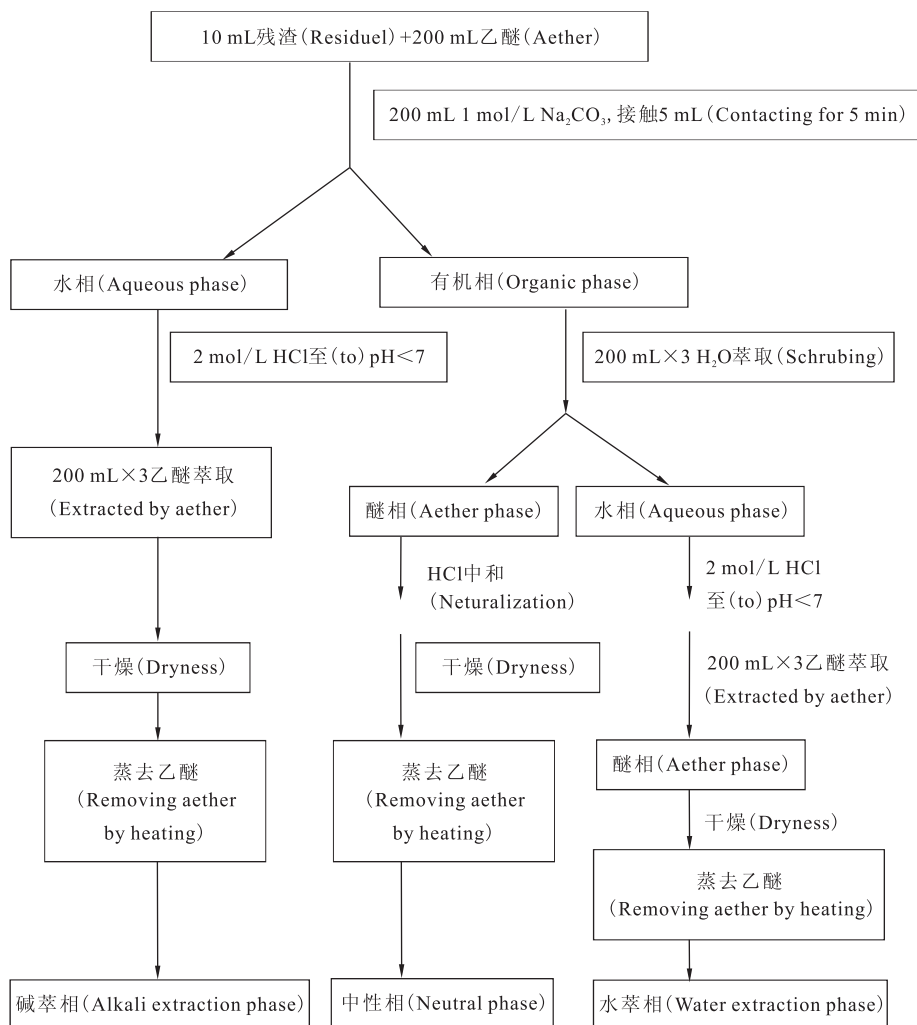 10 mL残渣(Residuel)+200 mL乙醚(Aether)
200 mL 1 mol/L Na₂CO₃,接触5 mL(Contacting for 5 min)
水相(Aqueous phase)
有机相(Organic phase)
2 mol/L HCl至(to) pH<7
200 mL×3 H₂O萃取(Schrubing)
200 mL×3乙醚萃取
(Extracted by aether)
醚相(Aether phase)
水相(Aqueous phase)
HCl中和
(Neturalization)
2 mol/L HCl
至(to) pH<7
干燥(Dryness)
干燥(Dryness)
200 mL×3乙醚萃取
(Extracted by aether)
蒸去乙醚
(Removing aether
by heating)
蒸去乙醚
(Removing aether
by heating)
醚相(Aether phase)
干燥(Dryness)
蒸去乙醚
(Removing aether by heating)
碱萃相(Alkali extraction phase)
中性相(Neutral phase)
水萃相(Water extraction phase)